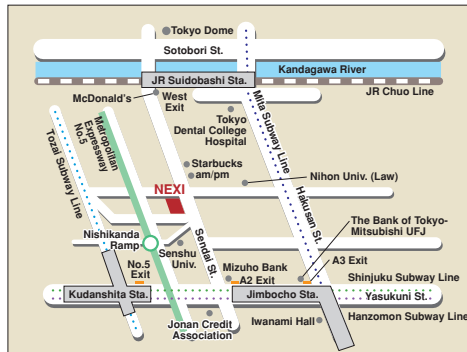 Tokyo Dome
Sotobori St.
Kandagawa River
JR Suidobashi Sta.
JR Chuo Line
McDonald's
West
Exit
Tokyo
Dental College
Hospital
Mita Subway Line
Metropolitan
Expressway
No.5
Tozai Subway Line
Starbucks
am/pm
Nihon Univ. (Law)
NEXI
Hakusan St.
The Bank of Tokyo-
Mitsubishi UFJ
Nishikanda
Ramp
Senshu
Univ.
Sendai St.
No.5
Exit
Mizuho Bank
A2 Exit
A3 Exit
Shinjuku Subway Line
Kudanshita Sta.
Jimbocho Sta.
Yasukuni St.
Hanzomon Subway Line
Jonan Credit
Association
Iwanami Hall